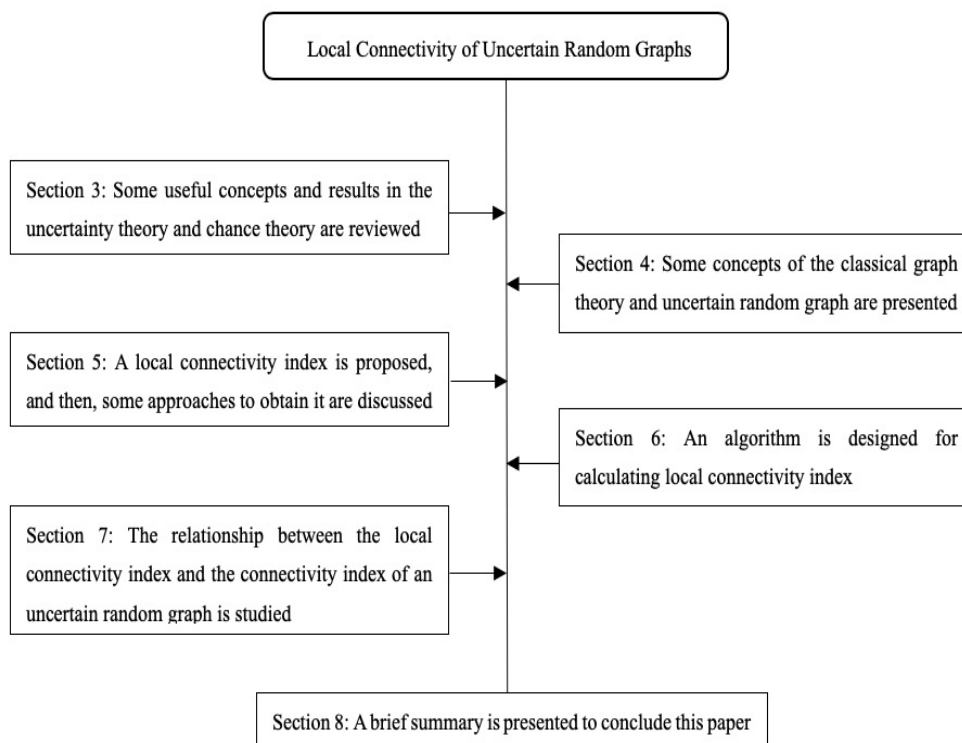 Local Connectivity of Uncertain Random Graphs
Section 3: Some useful concepts and results in the
uncertainty theory and chance theory are reviewed
Section 4: Some concepts of the classical graph
theory and uncertain random graph are presented
Section 5: A local connectivity index is proposed,
and then, some approaches to obtain it are discussed
Section 6: An algorithm is designed for
calculating local connectivity index
Section 7: The relationship between the local
connectivity index and the connectivity index of an
uncertain random graph is studied
Section 8: A brief summary is presented to conclude this paper